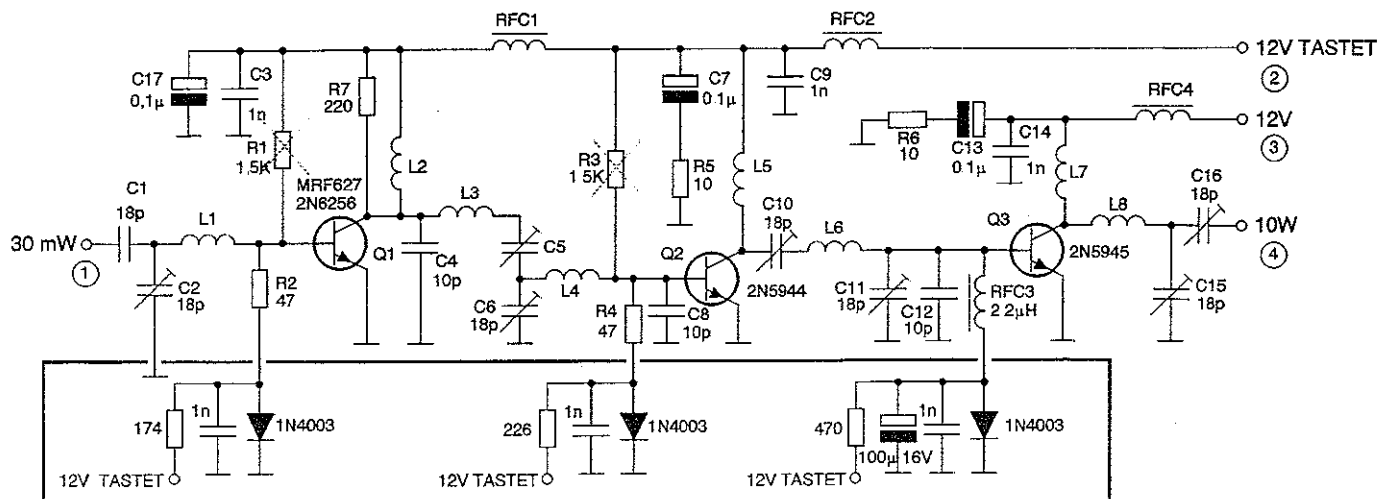 RFC1
RFC2
12V TASTET
2
C17
0,1µ
C3
1n
R7
220
C7
0.1µ
C9
1n
RFC4
12V
3
R1
1,5K
L2
R3
1 5K
R5
10
L5
R6
10
C13
0.1µ
C14
1n
L7
MRF627
2N6256
C1
18p
L1
L3
C10
18p
L6
Q3
L8
C16
18p
30 mW
1
Q1
C5
Q2
2N5945
10W
4
C2
18p
R2
47
C4
10p
L4
C6
18p
R4
47
C8
10p
2N5944
C11
18p
C12
10p
RFC3
2 2µH
C15
18p
174
1n
1N4003
226
1n
1N4003
470
1n
1N4003
100µ 16V
12V TASTET
12V TASTET
12V TASTET